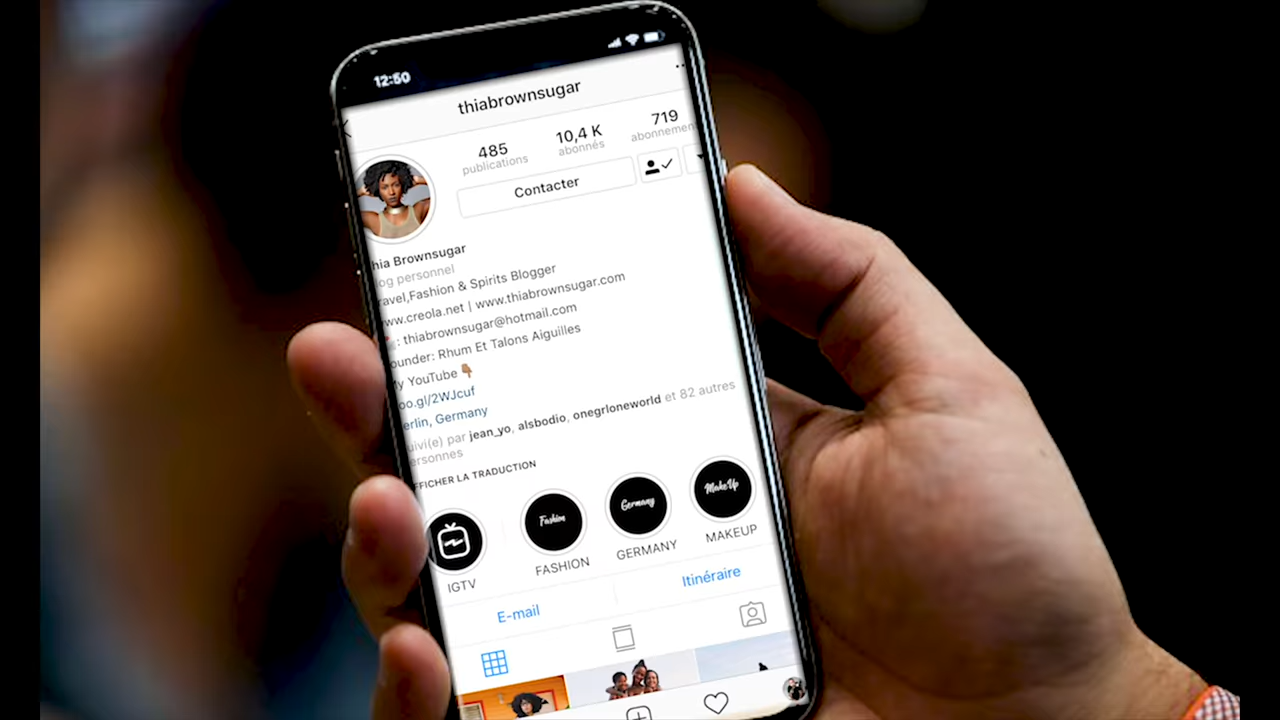 12:50
thiabrownsugar
485 10,4 K 719
publications abonnés abonnemen
Contacter
hia Brownsugar
og personnel
ravel,Fashion & Spirits Blogger
ww.creola.net | www.thiabrownsugar.com
: thiabrownsugar@hotmail.com
ounder: Rhum Et Talons Aiguilles
y YouTube 👇🏽
oo.gl/2WJcuf
erlin, Germany
uivi(e) par jean_yo, alsbodio, onegrloneworld et 82 autres
ersonnes
FFICHER LA TRADUCTION
Fashion Germany MakeUp
IGTV FASHION GERMANY MAKEUP
E-mail Itinéraire